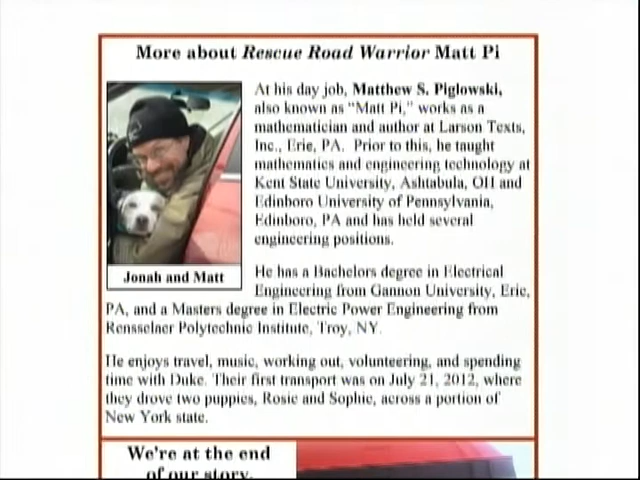 More about Rescue Road Warrior Matt Pi
At his day job, Matthew S. Piglowski,
also known as "Matt Pi," works as a
mathematician and author at Larson Texts,
Inc., Erie, PA. Prior to this, he taught
mathematics and engineering technology at
Kent State University, Ashtabula, OH and
Edinboro University of Pennsylvania,
Edinboro, PA and has held several
engineering positions.
Jonah and Matt
He has a Bachelors degree in Electrical
Engineering from Gannon University, Erie,
PA, and a Masters degree in Electric Power Engineering from
Rensselaer Polytechnic Institute, Troy, NY.
He enjoys travel, music, working out, volunteering, and spending
time with Duke. Their first transport was on July 21, 2012, where
they drove two puppies, Rosie and Sophie, across a portion of
New York state.
We're at the end
of our story.